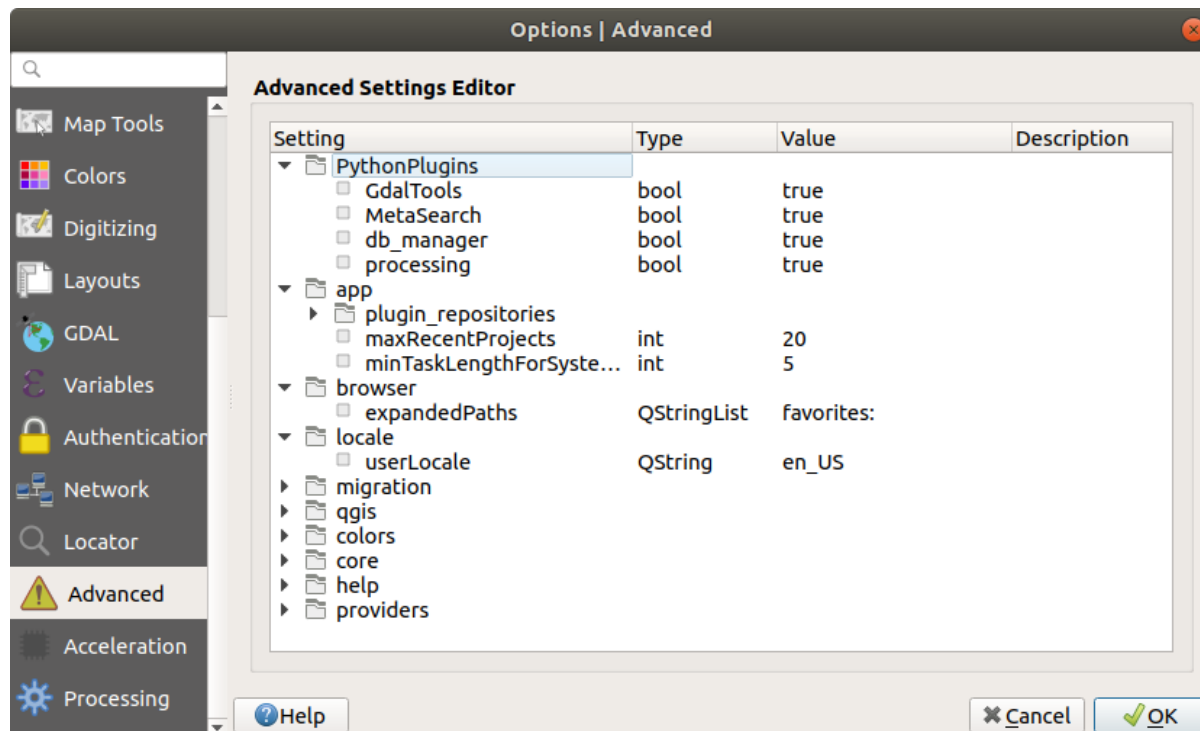 Options | Advanced
Map Tools
Colors
Digitizing
Layouts
GDAL
Variables
Authentication
Network
Locator
Advanced
Acceleration
Processing
Advanced Settings Editor
Setting Type Value Description
PythonPlugins
GdalTools bool true
MetaSearch bool true
db_manager bool true
processing bool true
app
plugin_repositories
maxRecentProjects int 20
minTaskLengthForSyste... int 5
browser
expandedPaths QStringList favorites:
locale
userLocale QString en_US
migration
qgis
colors
core
help
providers
Help Cancel OK